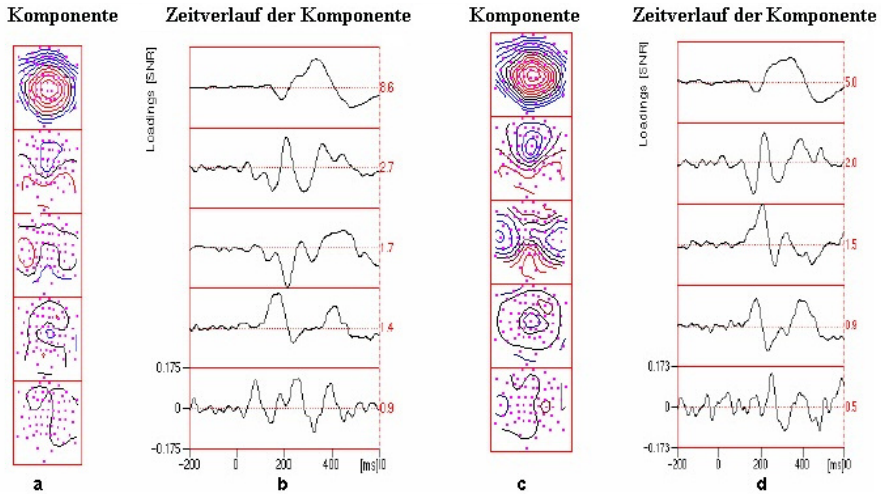 Komponente Zeitverlauf der Komponente Komponente Zeitverlauf der Komponente
Loadings [SNR]
8.6
2.7
1.7
1.4
0.9
0.175
0
-0.175
-200 0 200 400 [ms]
Loadings [SNR]
5.0
2.0
1.5
0.9
0.5
0.173
0
-0.173
-200 0 200 400 [ms]00
a b c d